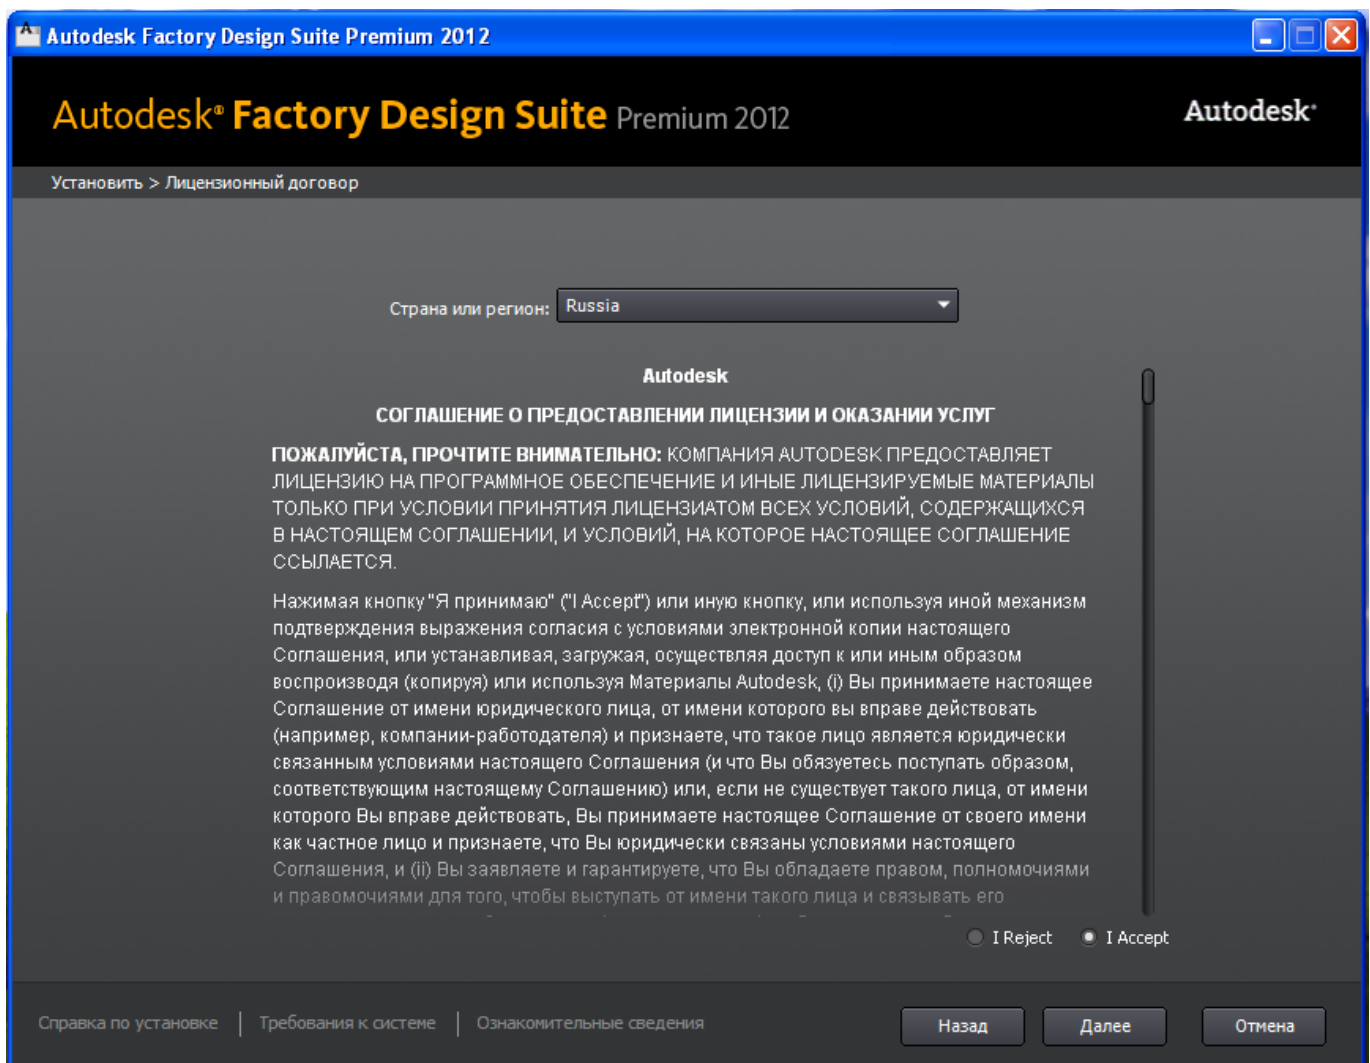 Autodesk Factory Design Suite Premium 2012
Autodesk® Factory Design Suite Premium 2012
Autodesk®
Установить > Лицензионный договор
Страна или регион: Russia
Autodesk
СОГЛАШЕНИЕ О ПРЕДОСТАВЛЕНИИ ЛИЦЕНЗИИ И ОКАЗАНИИ УСЛУГ
ПОЖАЛУЙСТА, ПРОЧТИТЕ ВНИМАТЕЛЬНО: КОМПАНИЯ AUTODESK ПРЕДОСТАВЛЯЕТ
ЛИЦЕНЗИЮ НА ПРОГРАММНОЕ ОБЕСПЕЧЕНИЕ И ИНЫЕ ЛИЦЕНЗИРУЕМЫЕ МАТЕРИАЛЫ
ТОЛЬКО ПРИ УСЛОВИИ ПРИНЯТИЯ ЛИЦЕНЗИАТОМ ВСЕХ УСЛОВИЙ, СОДЕРЖАЩИХСЯ
В НАСТОЯЩЕМ СОГЛАШЕНИИ, И УСЛОВИЙ, НА КОТОРОЕ НАСТОЯЩЕЕ СОГЛАШЕНИЕ
ССЫЛАЕТСЯ.
Нажимая кнопку "Я принимаю" ("I Accept") или иную кнопку, или используя иной механизм
подтверждения выражения согласия с условиями электронной копии настоящего
Соглашения, или устанавливая, загружая, осуществляя доступ к или иным образом
воспроизводя (копируя) или используя Материалы Autodesk, (i) Вы принимаете настоящее
Соглашение от имени юридического лица, от имени которого вы вправе действовать
(например, компании-работодателя) и признаете, что такое лицо является юридически
связанным условиями настоящего Соглашения (и что Вы обязуетесь поступать образом,
соответствующим настоящему Соглашению) или, если не существует такого лица, от имени
которого Вы вправе действовать, Вы принимаете настоящее Соглашение от своего имени
как частное лицо и признаете, что Вы юридически связаны условиями настоящего
Соглашения, и (ii) Вы заявляете и гарантируете, что Вы обладаете правом, полномочиями
и правомочиями для того, чтобы выступать от имени такого лица и связывать его
I Reject I Accept
Справка по установке | Требования к системе | Ознакомительные сведения
Назад Далее Отмена